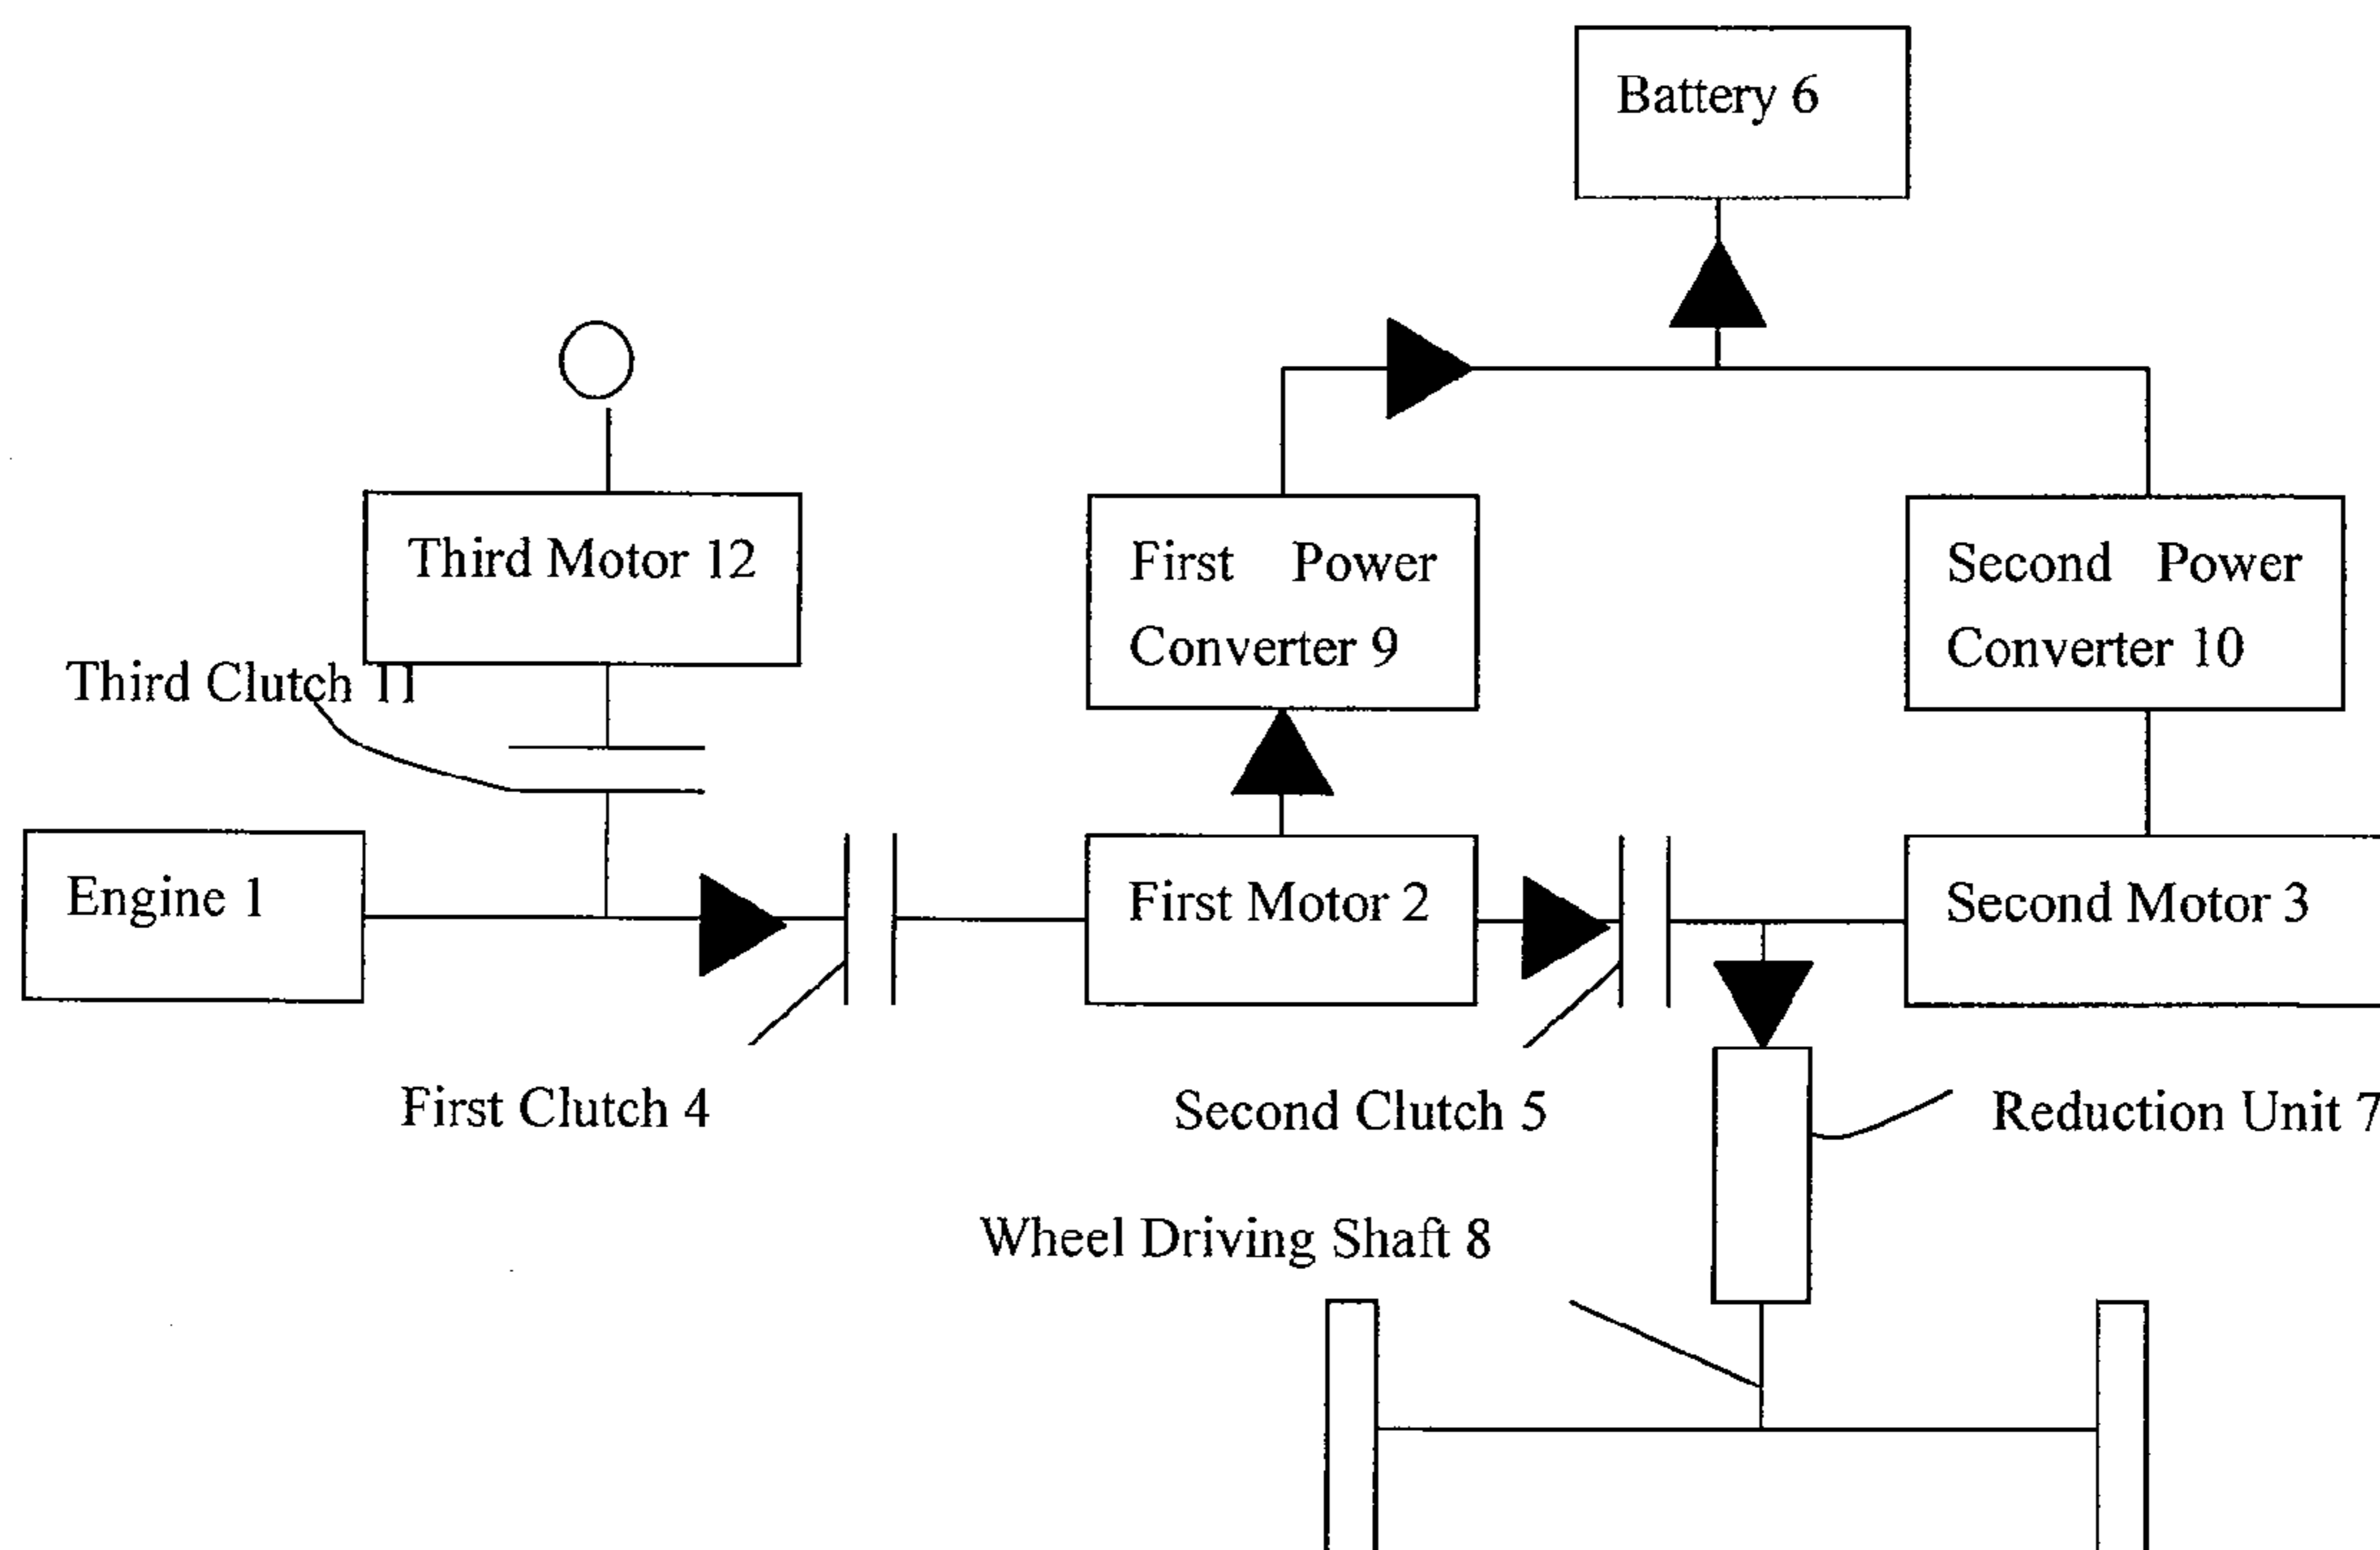 Battery 6
Third Motor 12
First Power
Converter 9
Second Power
Converter 10
Third Clutch 11
Engine 1
First Motor 2
Second Motor 3
First Clutch 4
Second Clutch 5
Reduction Unit 7
Wheel Driving Shaft 8